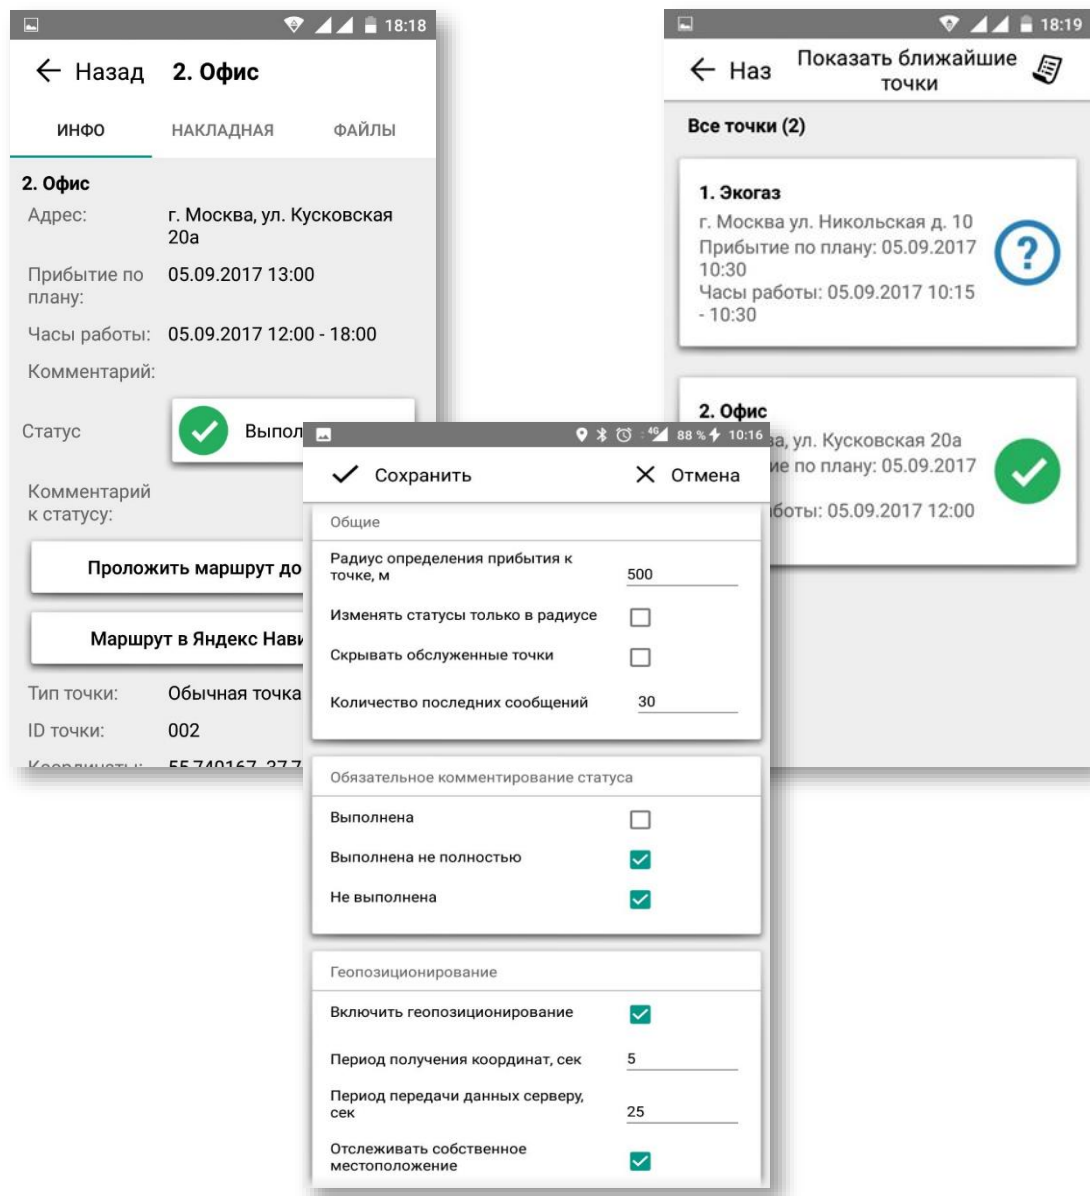 18:18
Назад 2. Офис
ИНФО НАКЛАДНАЯ ФАЙЛЫ
2. Офис
Адрес: г. Москва, ул. Кусковская
20а
Прибытие по 05.09.2017 13:00
плану:
Часы работы: 05.09.2017 12:00 - 18:00
Комментарий:
Статус
Комментарий
к статусу:
Проложить маршрут до
Маршрут в Яндекс
Тип точки: Обычная точка
ID точки: 002
18:19
Наз Показать ближайшие
точки
Все точки (2)
1. Экогаз
г. Москва ул. Никольская д. 10
Прибытие по плану: 05.09.2017
10:30
Часы работы: 05.09.2017 10:15
- 10:30
2. Офис
ул. Кусковская 20а
по плану: 05.09.2017
05.09.2017 12:00
4G 88 % 10:16
Сохранить Отмена
Общие
Радиус определения прибытия к
точке, м 500
Изменять статусы только в радиусе
Скрывать обслуженные точки
Количество последних сообщений 30
Обязательное комментирование статуса
Выполнена
Выполнена не полностью
Не выполнена
Геопозиционирование
Включить геопозиционирование
Период получения координат, сек 5
Период передачи данных серверу,
сек 25
Отслеживать собственное
местоположение